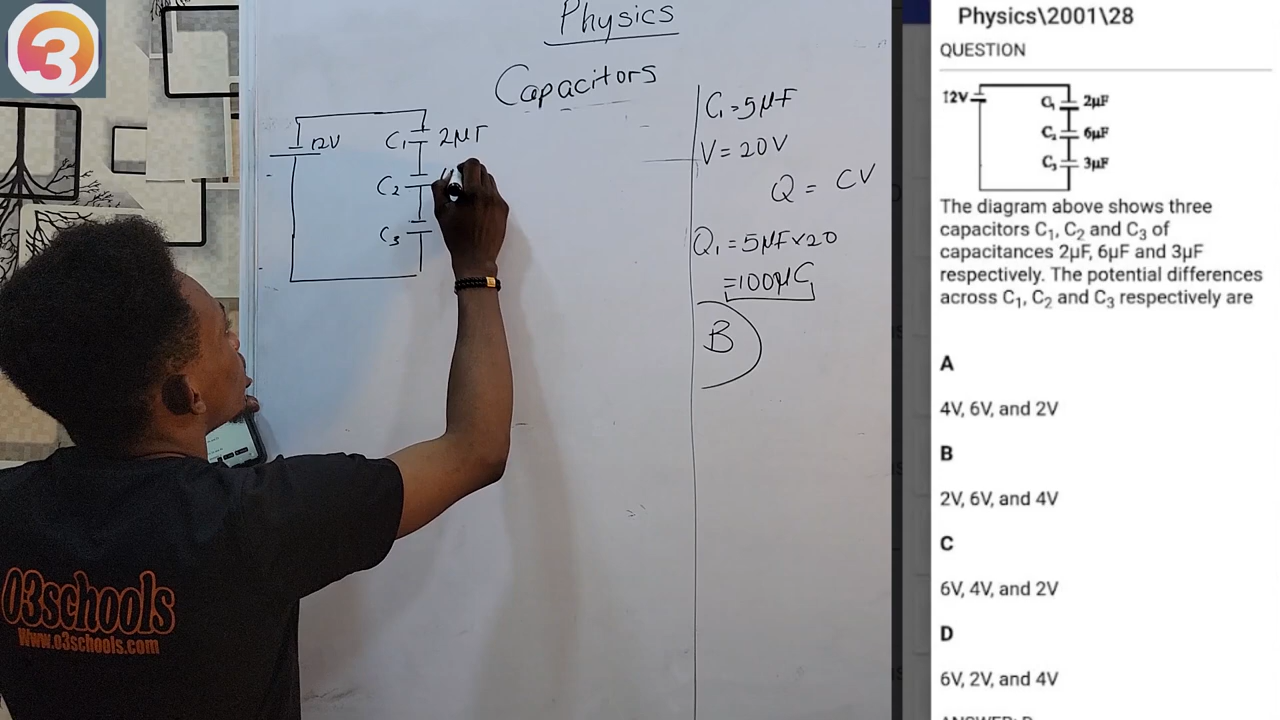 3
Physics
Capacitors
12V
C₁ 2μF
C₂
C₃
C₁ = 5μF
V = 20V
Q = CV
Q₁ = 5μF×20
=100μC
B
03schools
Www.o3schools.com
Physics\2001\28
QUESTION
12V
C₁ 2μF
C₂ 6μF
C₃ 3μF
The diagram above shows three
capacitors C₁, C₂ and C₃ of
capacitances 2μF, 6μF and 3μF
respectively. The potential differences
across C₁, C₂ and C₃ respectively are
A
4V, 6V, and 2V
B
2V, 6V, and 4V
C
6V, 4V, and 2V
D
6V, 2V, and 4V